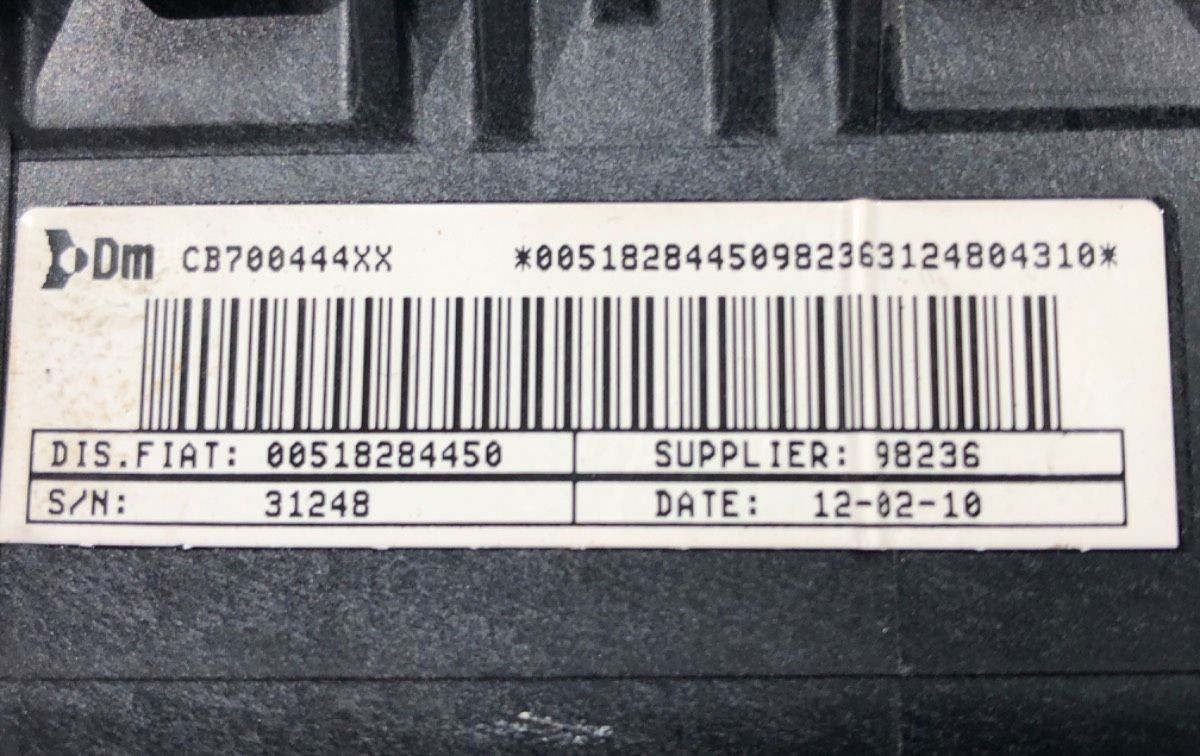 Dm CB700444XX *00518284450982363124804310*
DIS.FIAT: 00518284450 SUPPLIER: 98236
S/N: 31248 DATE: 12-02-10